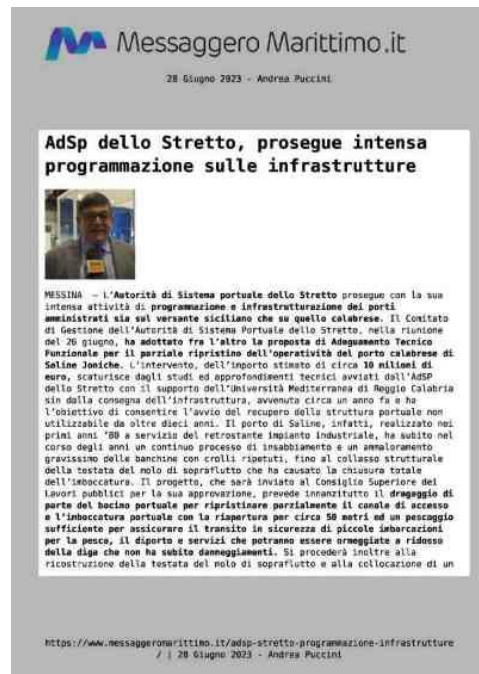 Messaggero Marittimo.it
28 Giugno 2023 - Andrea Puccini
AdSp dello Stretto, prosegue intensa
programmazione sulle infrastrutture
MESSINA – L'Autorità di Sistema portuale dello Stretto prosegue con la sua
intensa attività di programmazione e infrastrutturazione dei porti
amministrati sia sul versante siciliano che su quello calabrese. Il Comitato
di Gestione dell'Autorità di Sistema Portuale dello Stretto, nella riunione
del 26 giugno, ha adottato fra l'altro la proposta di Adeguamento Tecnico
Funzionale per il parziale ripristino dell'operatività del porto calabrese di
Saline Joniche. L'intervento, dell'importo stimato di circa 10 milioni di
euro, scaturisce dagli studi ed approfondimenti tecnici avviati dall'AdSP
dello Stretto con il supporto dell'Università Mediterranea di Reggio Calabria
sin dalla consegna dell'infrastruttura, avvenuta circa un anno fa e ha
l'obiettivo di consentire l'avvio del recupero della struttura portuale non
utilizzabile da oltre dieci anni. Il porto di Saline, infatti, realizzato nei
primi anni '80 a servizio del retrostante impianto industriale, ha subito nel
corso degli anni un continuo processo di insabbiamento e un ammaloramento
gravissimo delle banchine con crolli ripetuti, fino al collasso strutturale
della testata del molo di sopraflutto che ha causato la chiusura totale
dell'imboccatura. Il progetto, che sarà inviato al Consiglio Superiore dei
Lavori pubblici per la sua approvazione, prevede innanzitutto il dragaggio di
parte del bacino portuale per ripristinare parzialmente il canale di accesso
e l'imboccatura portuale con la riapertura per circa 50 metri ed un pescaggio
sufficiente per assicurare il transito in sicurezza di piccole imbarcazioni
per la pesca, il diporto e servizi che potranno essere ormeggiate a ridosso
della diga che non ha subito danneggiamenti. Si procederà inoltre alla
ricostruzione della testata del molo di sopraflutto e alla collocazione di un
https://www.messaggeromarittimo.it/adsp-stretto-programmazione-infrastrutture
/ | 28 Giugno 2023 - Andrea Puccini